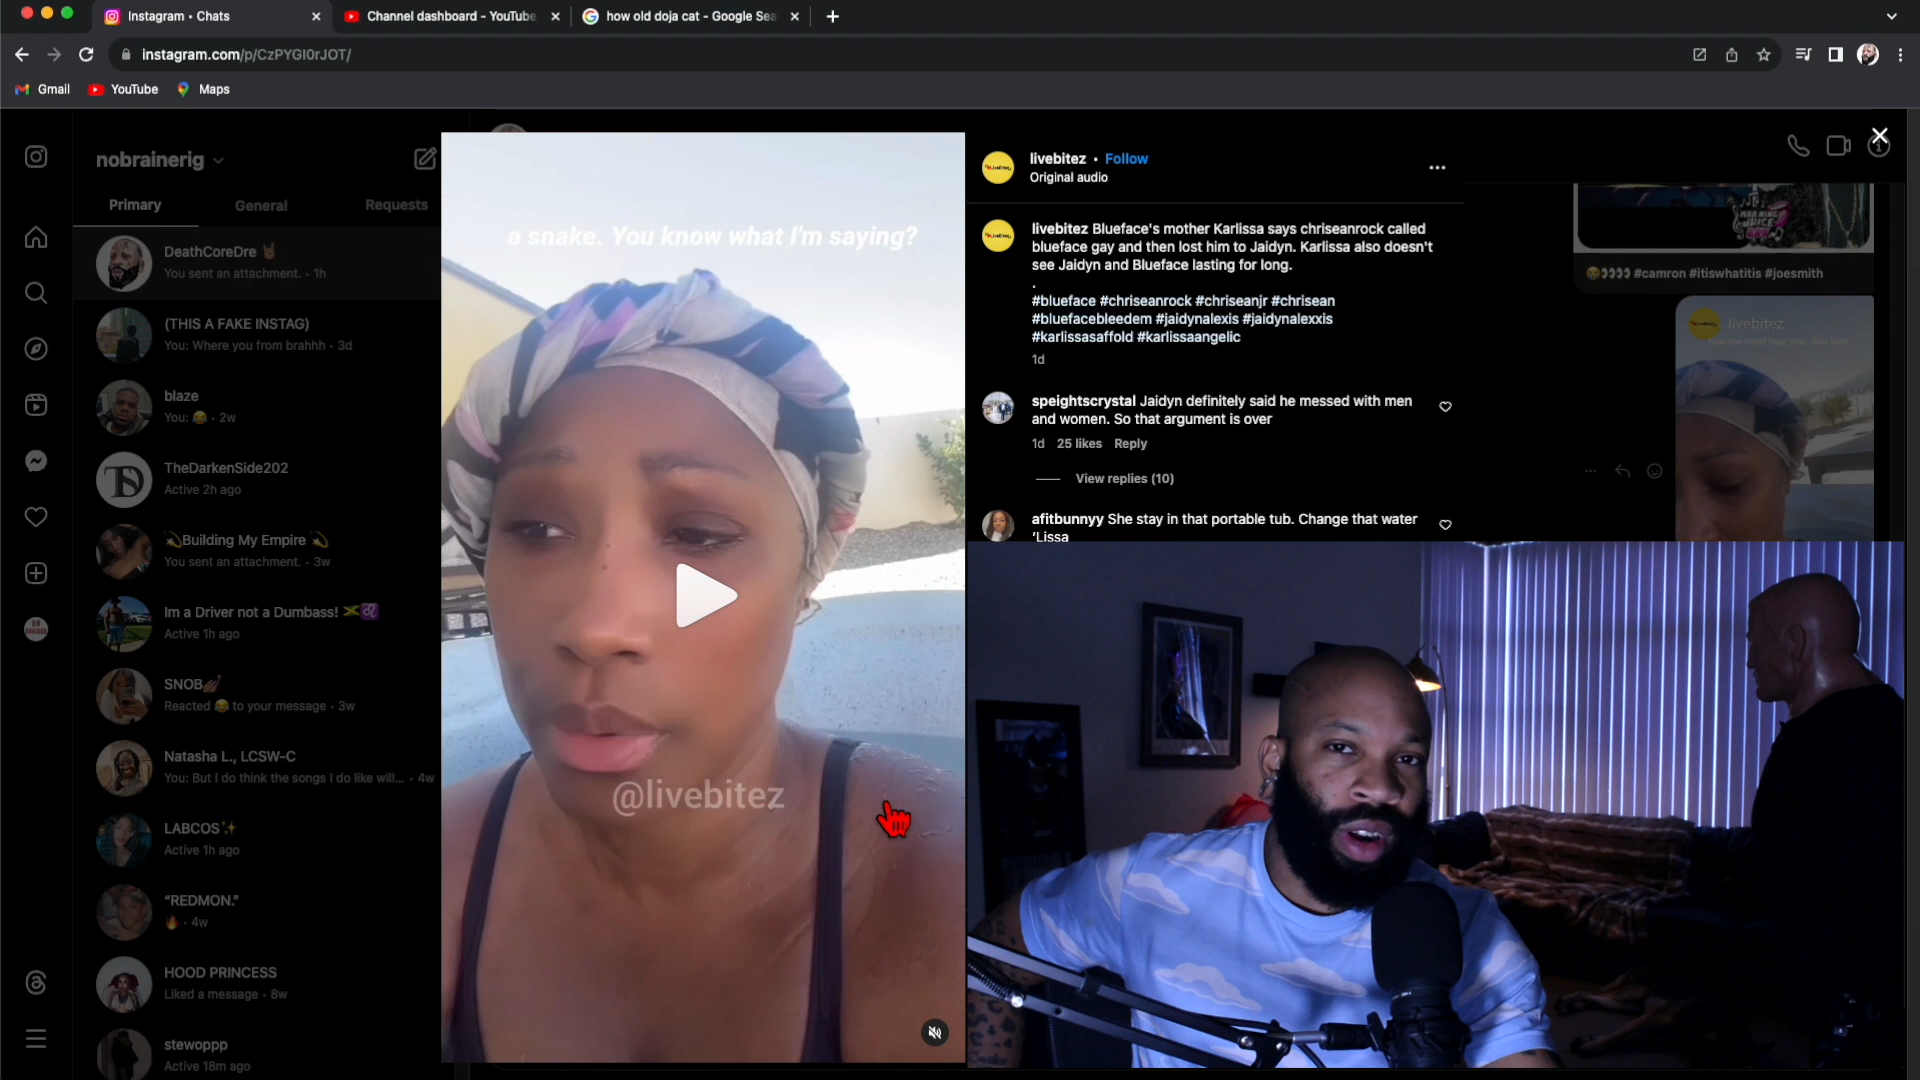 Instagram • Chats
Channel dashboard - YouTube
how old doja cat - Google Sea
instagram.com/p/CzPYGI0rJOT/
Gmail
YouTube
Maps
nobrainerig
Primary
General
Requests
DeathCoreDre 🤘🏽
You sent an attachment. · 1h
(THIS A FAKE INSTAG)
You: Where you from brahhh · 3d
blaze
You: 😂 · 2w
TheDarkenSide202
Active 2h ago
💫Building My Empire 💫
You sent an attachment. · 3w
Im a Driver not a Dumbass! 🇯🇲♌
Active 1h ago
SNOB💅🏽
Reacted 😂 to your message · 3w
Natasha L., LCSW-C
You: But I do think the songs I do like will... · 4w
LABCOS✨
Active 1h ago
“REDMON.”
🔥 · 4w
HOOD PRINCESS
Liked a message · 8w
stewoppp
Active 18m ago
a snake. You know what I'm saying?
@livebitez
livebitez • Follow
Original audio
livebitez Blueface's mother Karlissa says chriseanrock called
blueface gay and then lost him to Jaidyn. Karlissa also doesn't
see Jaidyn and Blueface lasting for long.
.
#blueface #chriseanrock #chriseanjr #chrisean
#bluefacebleedem #jaidynalexis #jaidynalexxis
#karlissasaffold #karlissaangelic
1d
speightscrystal Jaidyn definitely said he messed with men
and women. So that argument is over
1d 25 likes Reply
View replies (10)
afitbunnyy She stay in that portable tub. Change that water
‘Lissa
#camron #itiswhatitis #joesmith
livebitez